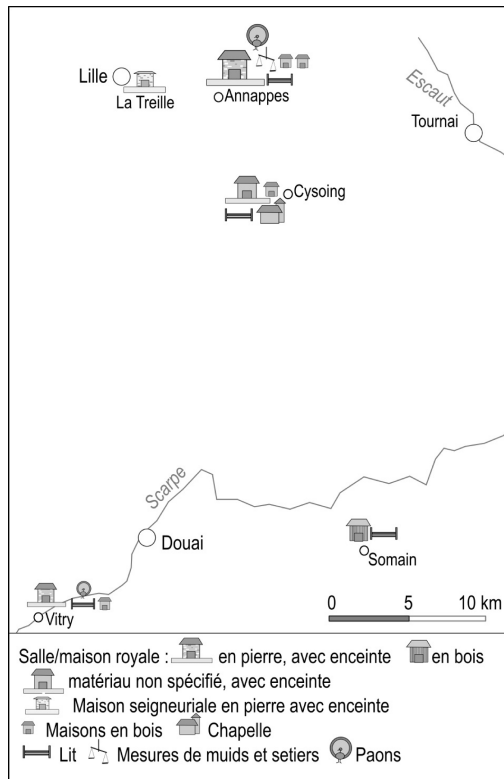 Lille
La Treille
Annappes
Escaut
Tournai
Cysoing
Scarpe
Douai
Somain
Vitry
0 5 10 km
Salle/maison royale : en pierre, avec enceinte en bois
matériau non spécifié, avec enceinte
Maison seigneuriale en pierre avec enceinte
Maisons en bois Chapelle
Lit Mesures de muids et setiers Paons